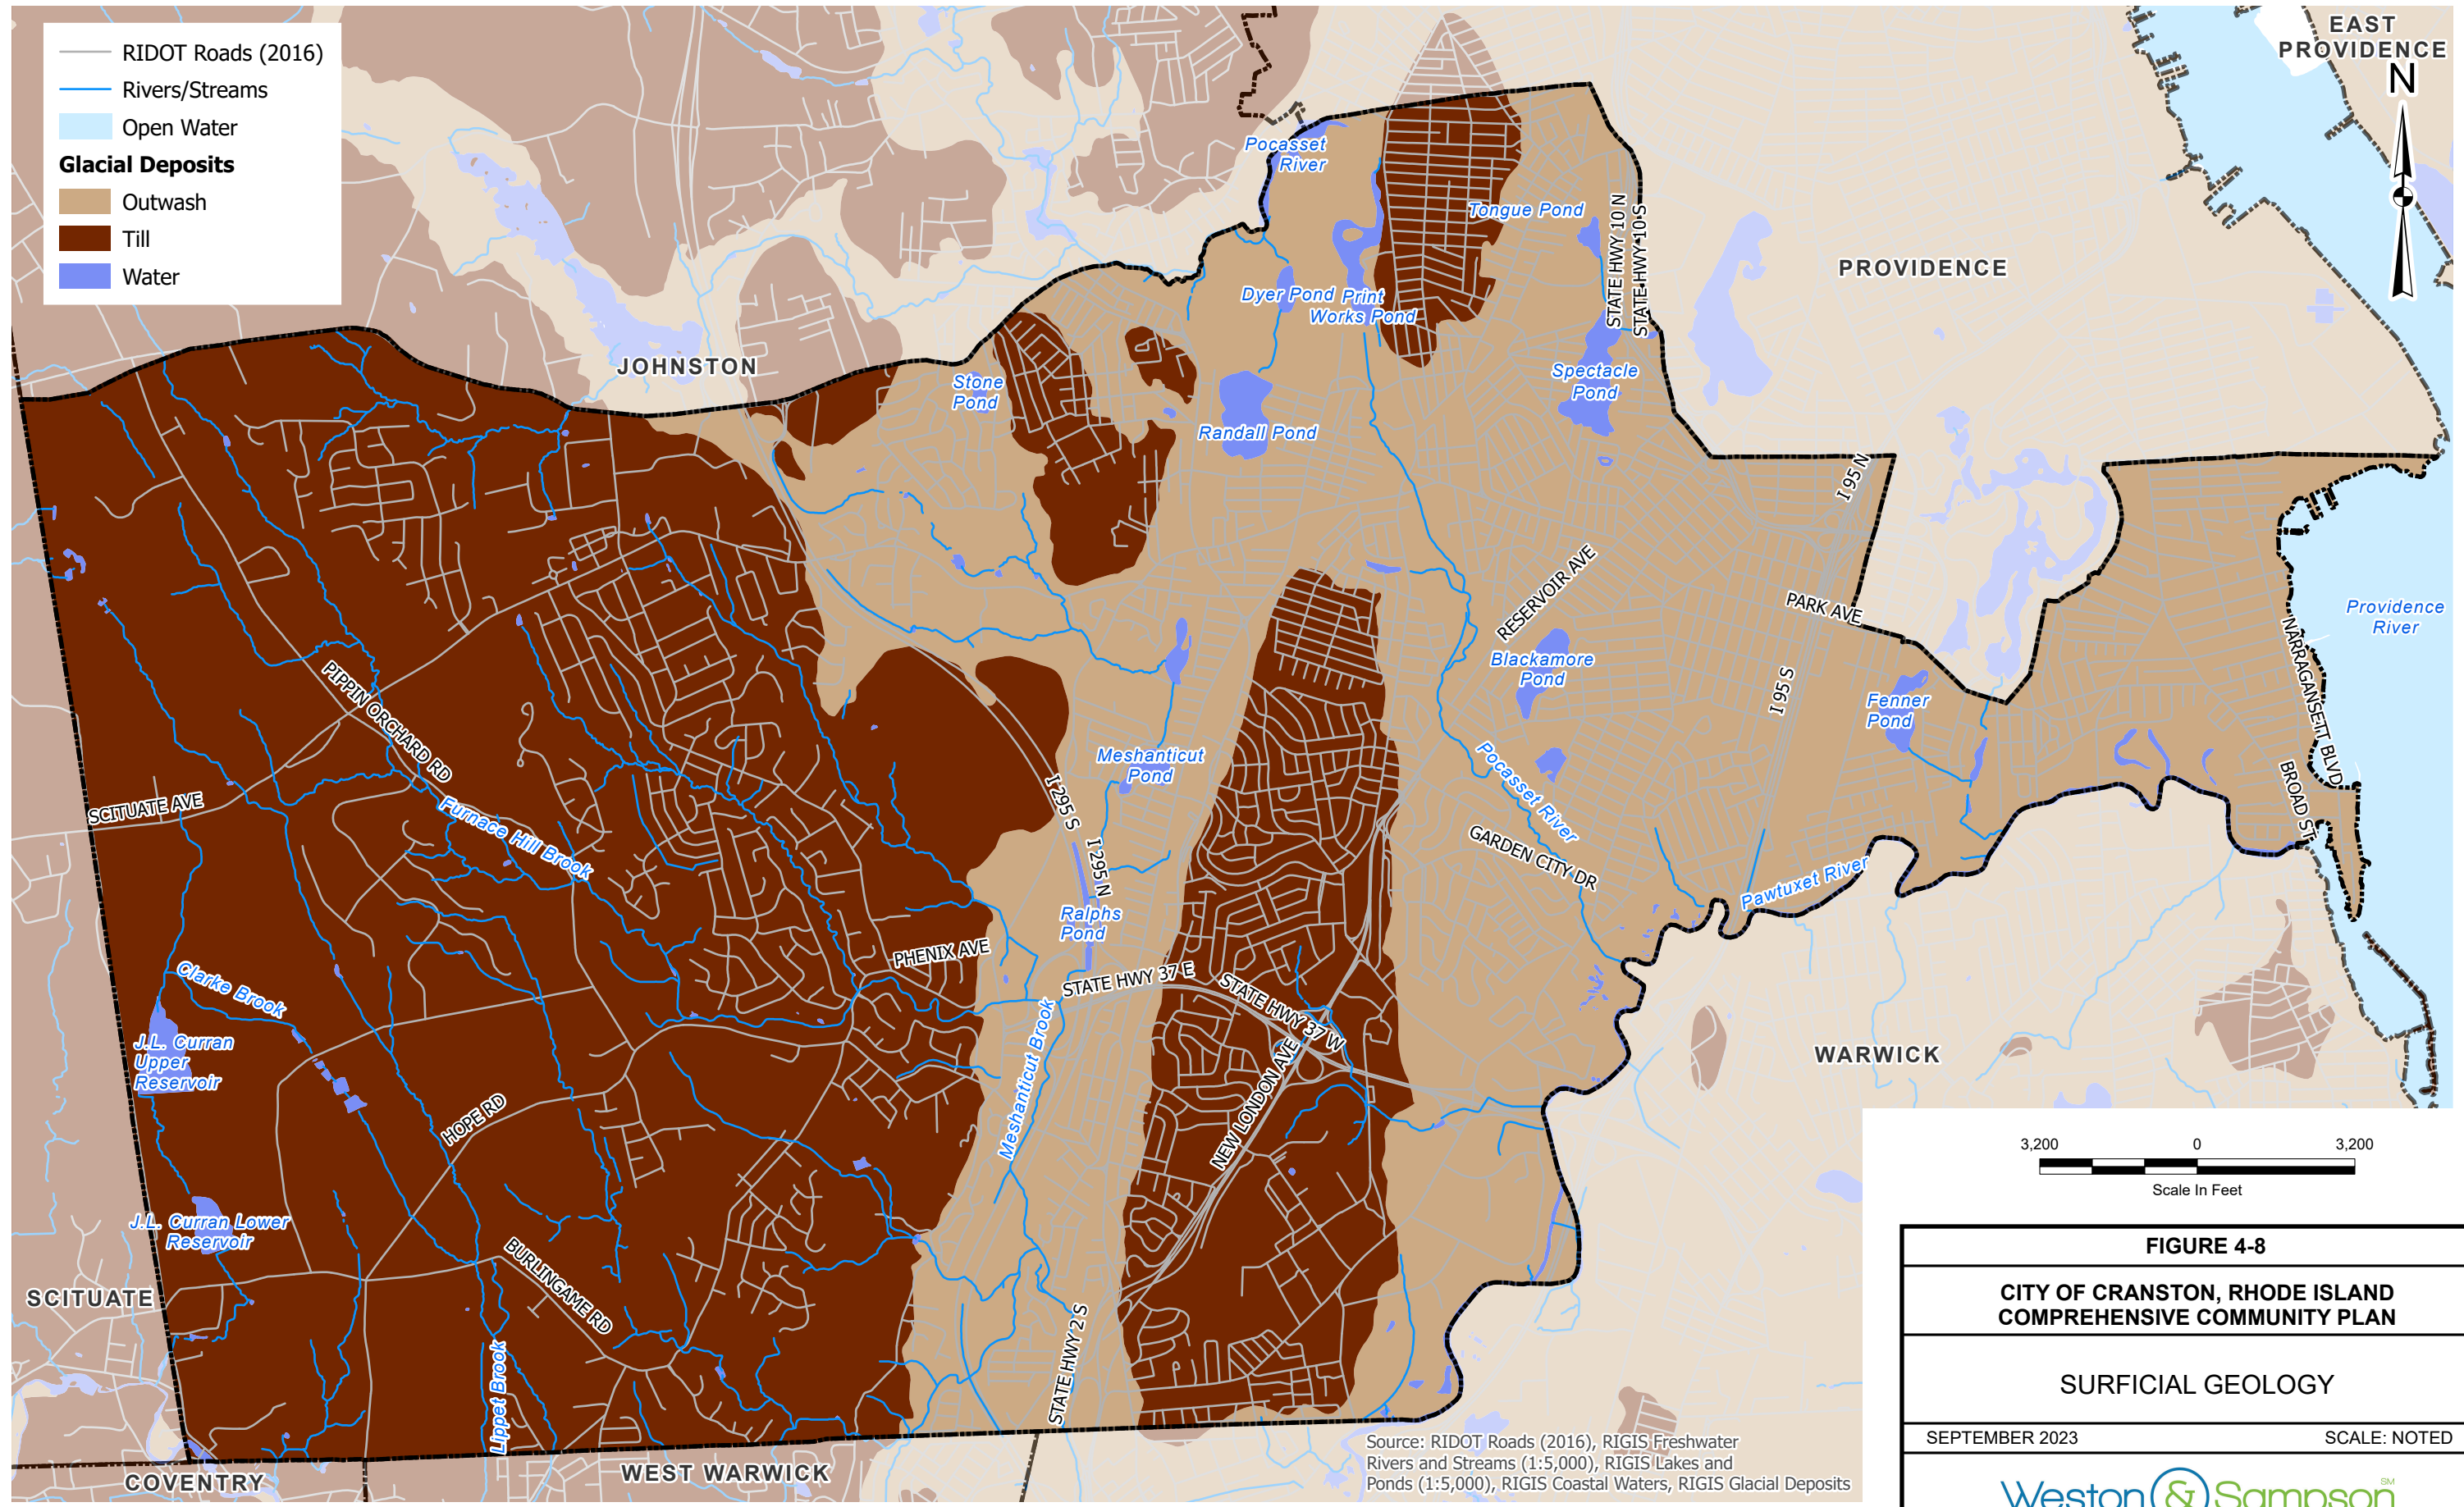 RIDOT Roads (2016)
Rivers/Streams
Open Water
Glacial Deposits
Outwash
Till
Water
EAST
PROVIDENCE
N
Pocasset
River
Tongue Pond
STATE HWY 10 N
STATE HWY 10 S
PROVIDENCE
Dyer Pond
Print
Works Pond
JOHNSTON
Stone
Pond
Spectacle
Pond
Randall Pond
I 95 N
RESERVOIR AVE
PARK AVE
Providence
River
NARRAGANSETT BLVD
Blackamore
Pond
I 95 S
Fenner
Pond
PIPPIN ORCHARD RD
Meshanticut
Pond
Pocasset River
I 295 S
SCITUATE AVE
Furnace Hill Brook
BROAD ST
GARDEN CITY DR
I 295 N
Pawtuxet River
Ralphs
Pond
PHENIX AVE
STATE HWY 37 E
STATE HWY 37 W
Clarke Brook
J.L. Curran
Upper
Reservoir
Meshanticut Brook
NEW LONDON AVE
WARWICK
HOPE RD
J.L. Curran Lower
Reservoir
BURLINGAME RD
SCITUATE
STATE HWY 2 S
Lippet Brook
COVENTRY
WEST WARWICK
Source: RIDOT Roads (2016), RIGIS Freshwater
Rivers and Streams (1:5,000), RIGIS Lakes and
Ponds (1:5,000), RIGIS Coastal Waters, RIGIS Glacial Deposits
3,200 0 3,200
Scale In Feet
FIGURE 4-8
CITY OF CRANSTON, RHODE ISLAND
COMPREHENSIVE COMMUNITY PLAN
SURFICIAL GEOLOGY
SEPTEMBER 2023 SCALE: NOTED
Weston & Sampson SM